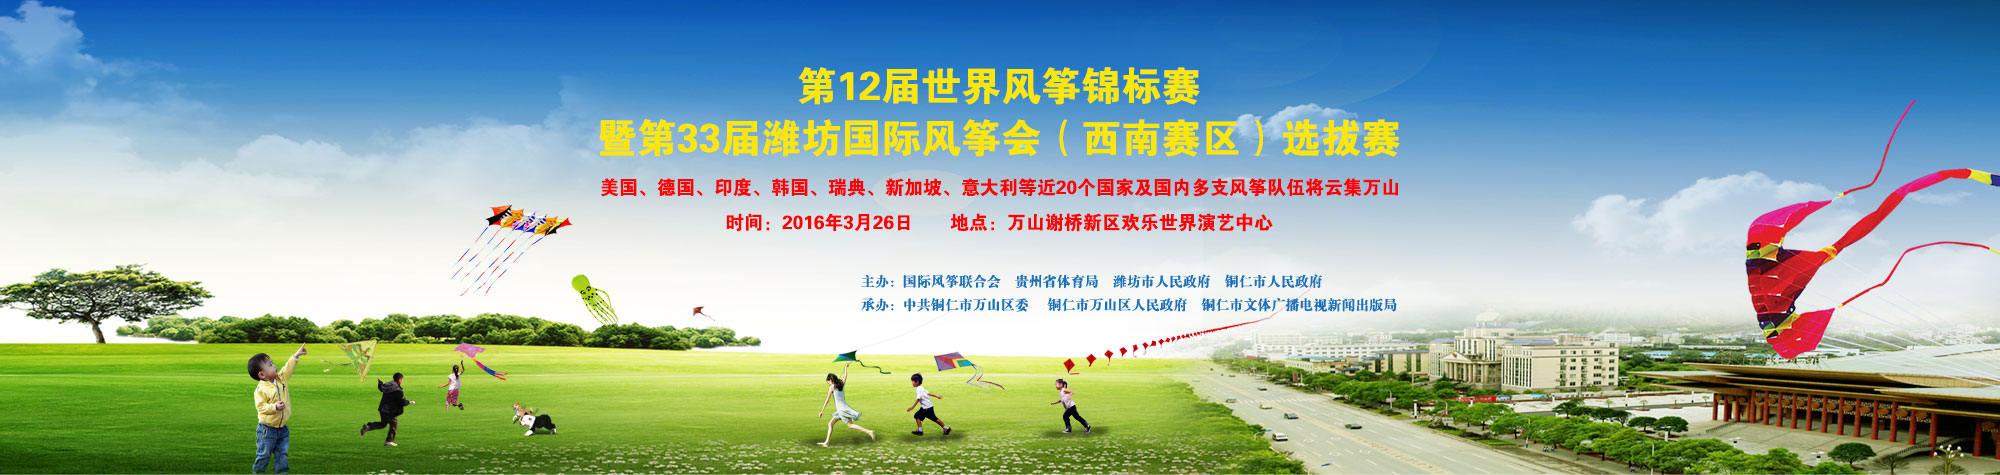 第12届世界风筝锦标赛
暨第33届潍坊国际风筝会（西南赛区）选拔赛
美国、德国、印度、韩国、瑞典、新加坡、意大利等近20个国家及国内多支风筝队伍将云集万山
时间：2016年3月26日 地点：万山谢桥新区欢乐世界演艺中心
主办：国际风筝联合会 贵州省体育局 潍坊市人民政府 铜仁市人民政府
承办：中共铜仁市万山区委 铜仁市万山区人民政府 铜仁市文体广播电视新闻出版局